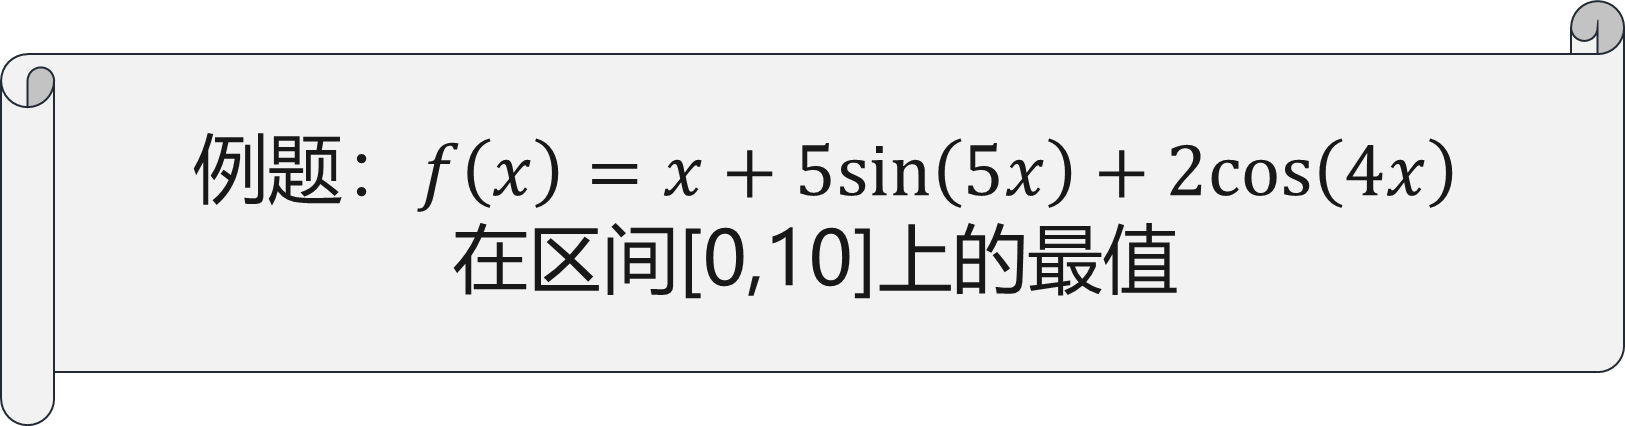 例题：f(x) = x + 5sin(5x) + 2cos(4x)
在区间[0,10]上的最值